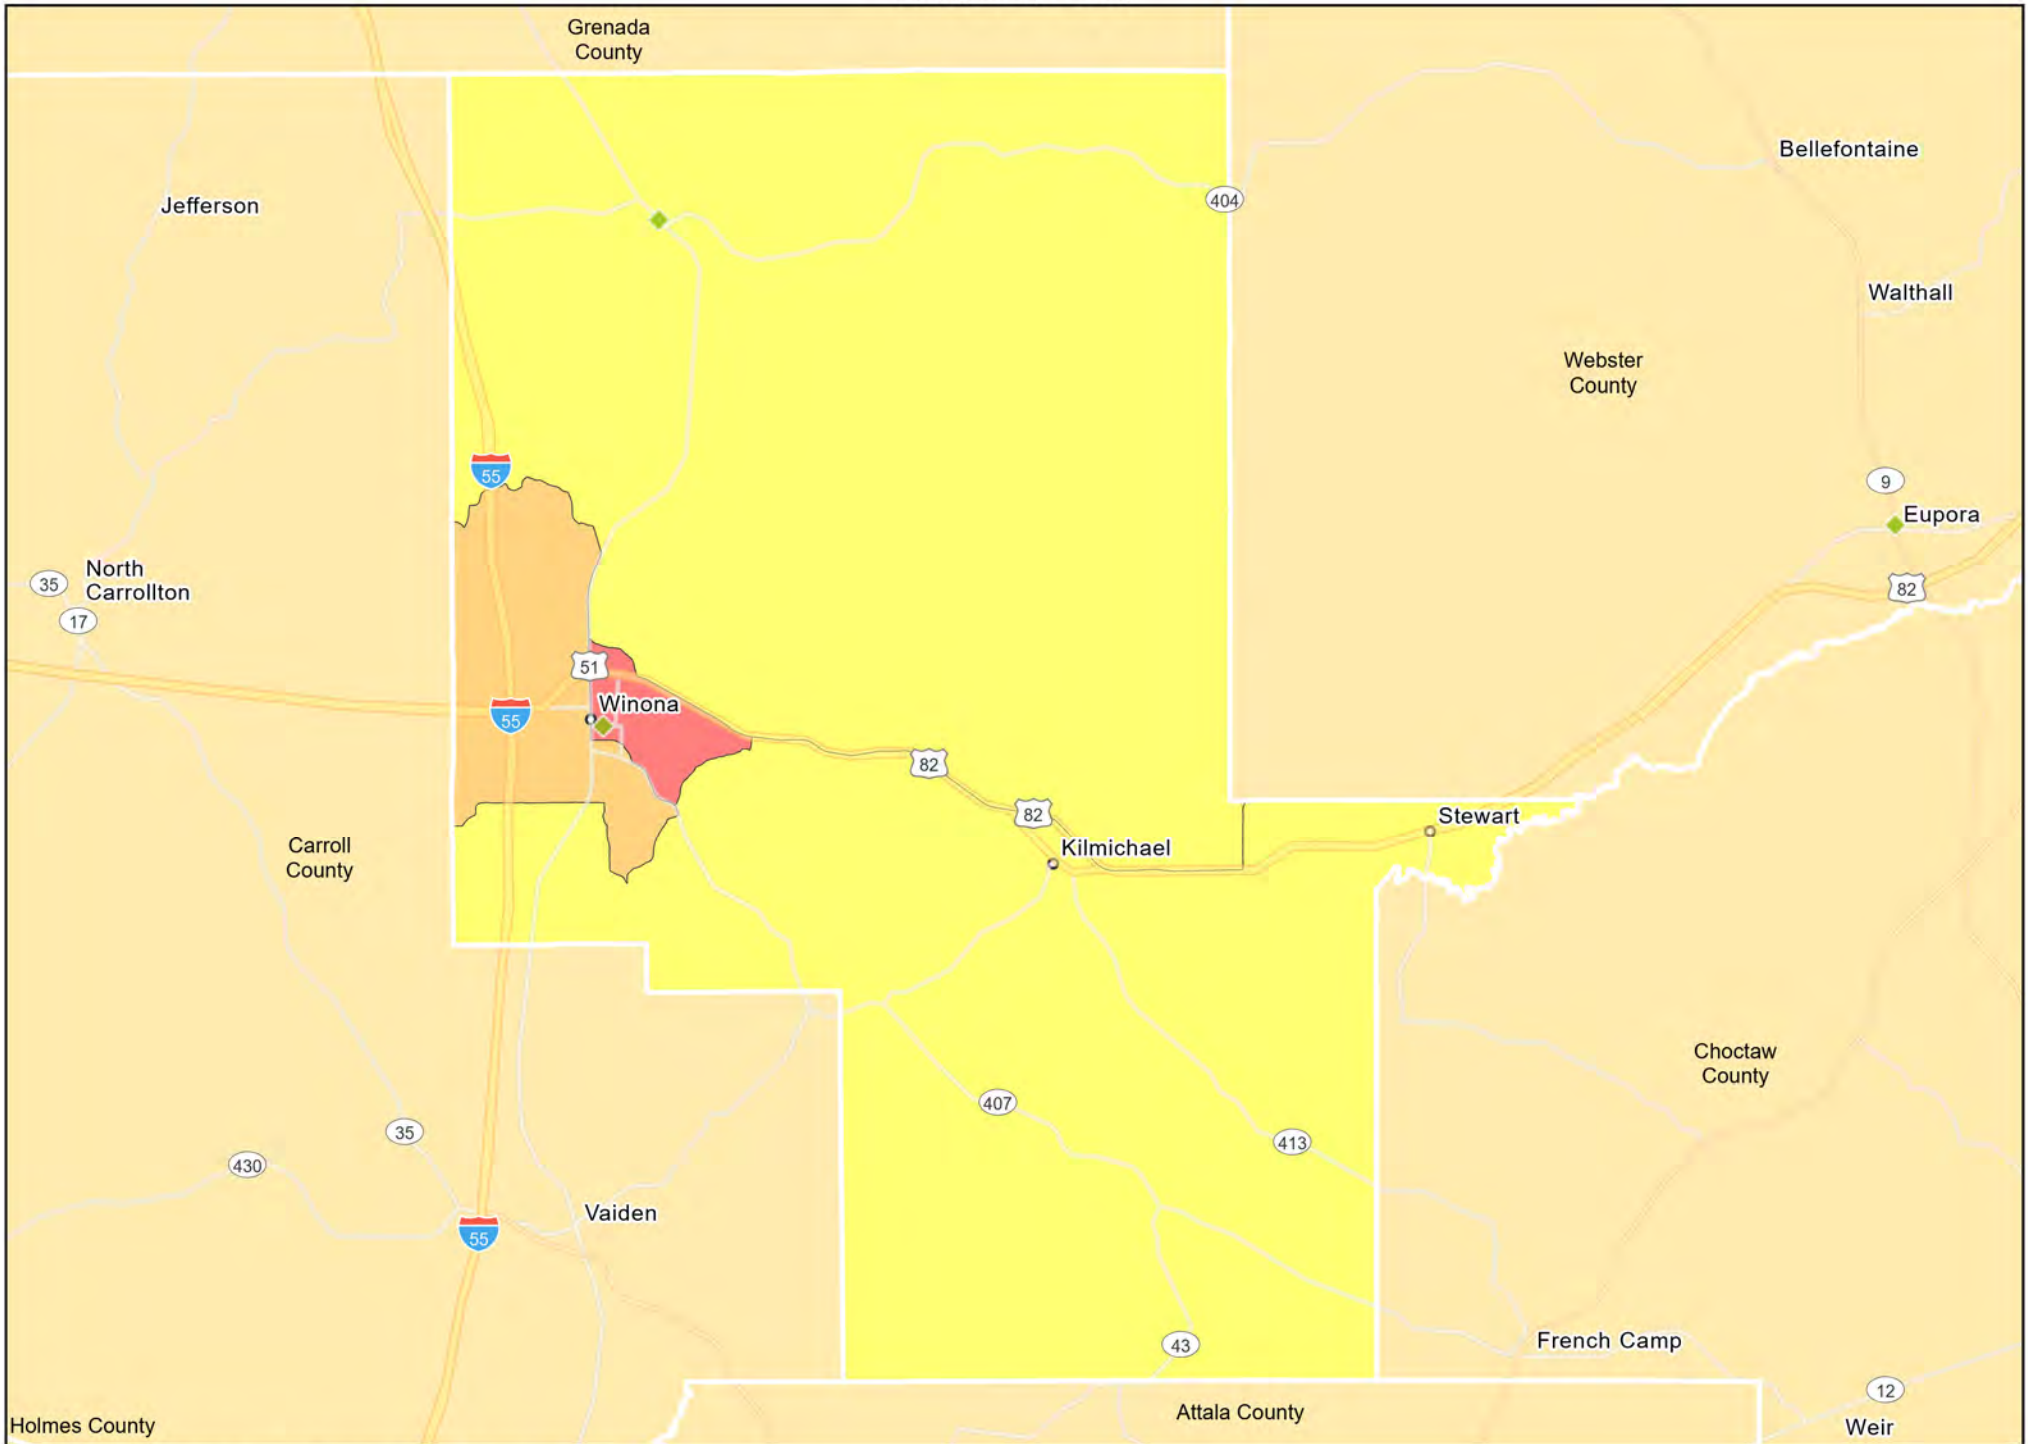 Grenada
County
Bellefontaine
404
Jefferson
Walthall
Webster
County
55
9
Eupora
North
Carrollton
35
17
82
51
Winona
55
82
82
Stewart
Kilmichael
Carroll
County
Choctaw
County
407
35
413
430
Vaiden
55
French Camp
43
12
Attala County
Holmes County
Weir